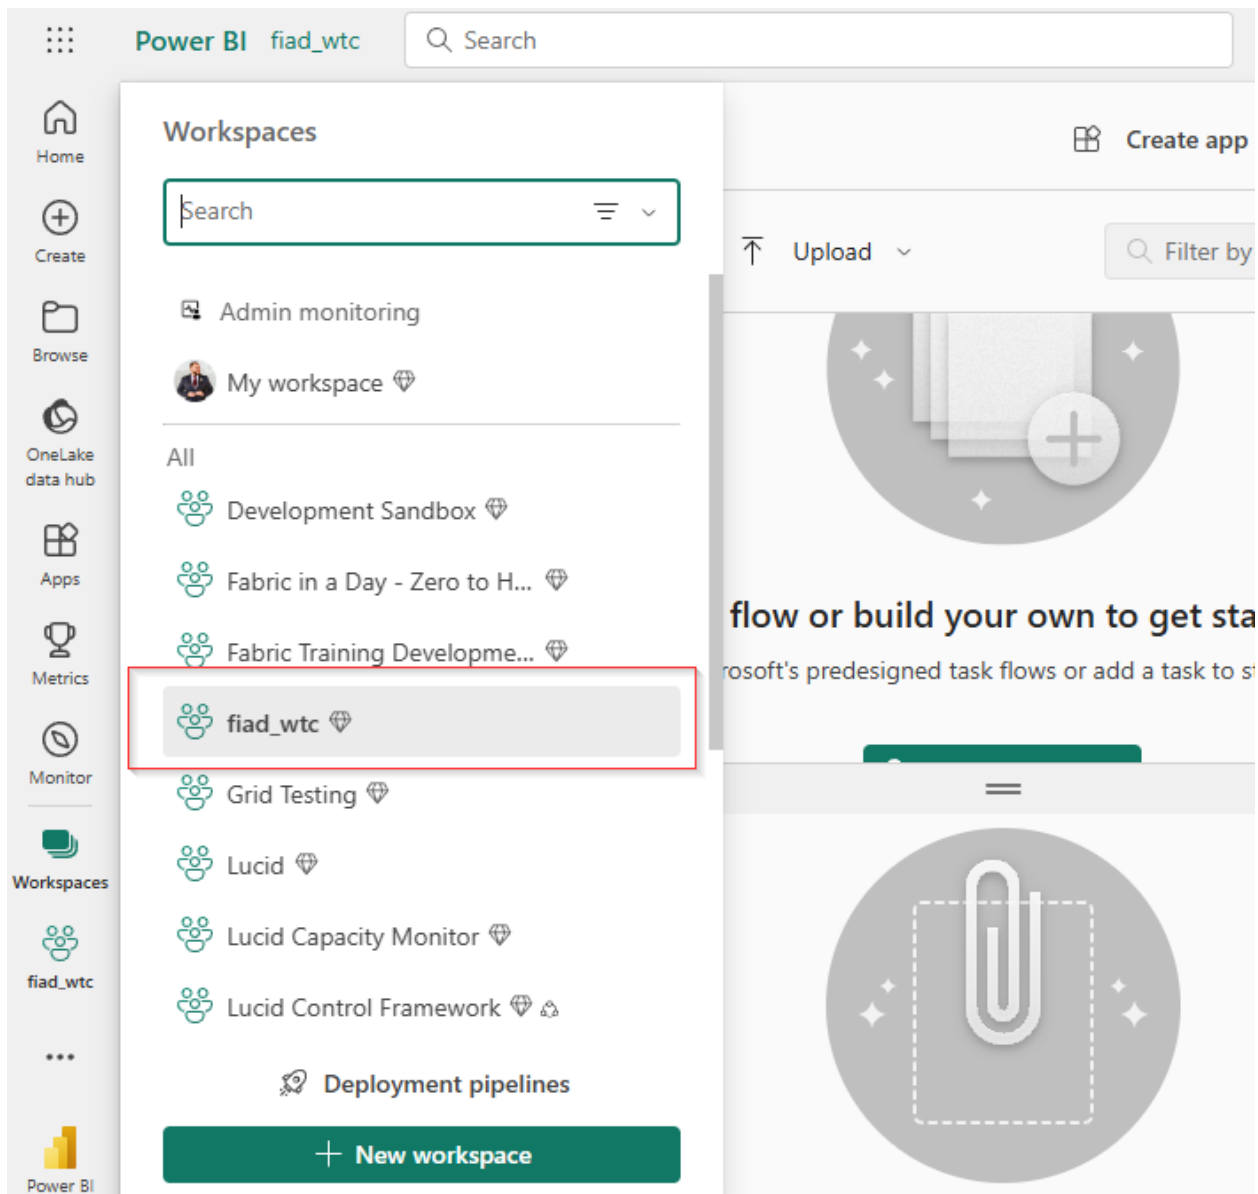 Power BI fiad_wtc Search
Home
Create
Browse
OneLake
data hub
Apps
Metrics
Monitor
Workspaces
fiad_wtc
Power BI
Workspaces
Search
Admin monitoring
My workspace
All
Development Sandbox
Fabric in a Day - Zero to H...
Fabric Training Developme...
fiad_wtc
Grid Testing
Lucid
Lucid Capacity Monitor
Lucid Control Framework
Deployment pipelines
New workspace
Create app
Upload
Filter by
flow or build your own to get sta
rosoft's predesigned task flows or add a task to st